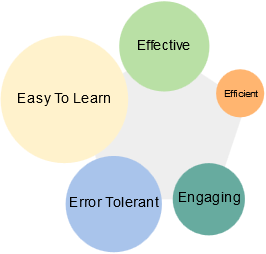 Effective
Efficient
Easy To Learn
Engaging
Error Tolerant